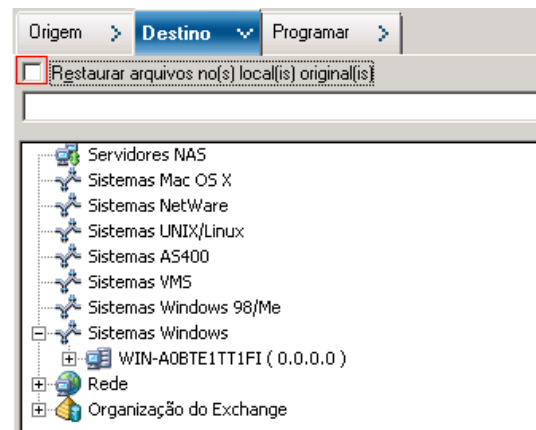 Origem Destino Programar
Restaurar arquivos no(s) local(is) original(is)
Servidores NAS
Sistemas Mac OS X
Sistemas NetWare
Sistemas UNIX/Linux
Sistemas AS400
Sistemas VMS
Sistemas Windows 98/Me
Sistemas Windows
WIN-A0BTE1TT1FI ( 0.0.0.0 )
Rede
Organização do Exchange